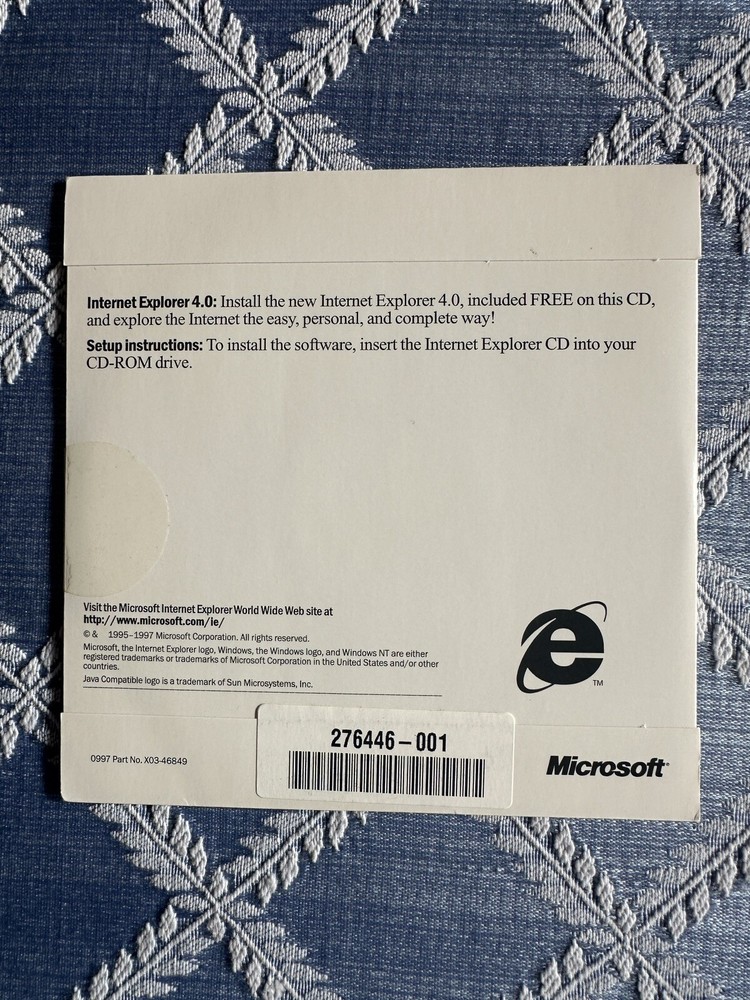 Internet Explorer 4.0: Install the new Internet Explorer 4.0, included FREE on this CD,
and explore the Internet the easy, personal, and complete way!
Setup instructions: To install the software, insert the Internet Explorer CD into your
CD-ROM drive.
Visit the Microsoft Internet Explorer World Wide Web site at
http://www.microsoft.com/ie/
© & 1995–1997 Microsoft Corporation. All rights reserved.
Microsoft, the Internet Explorer logo, Windows, the Windows logo, and Windows NT are either
registered trademarks or trademarks of Microsoft Corporation in the United States and/or other
countries.
Java Compatible logo is a trademark of Sun Microsystems, Inc.
e
TM
0997 Part No. X03-46849
276446–001
Microsoft®